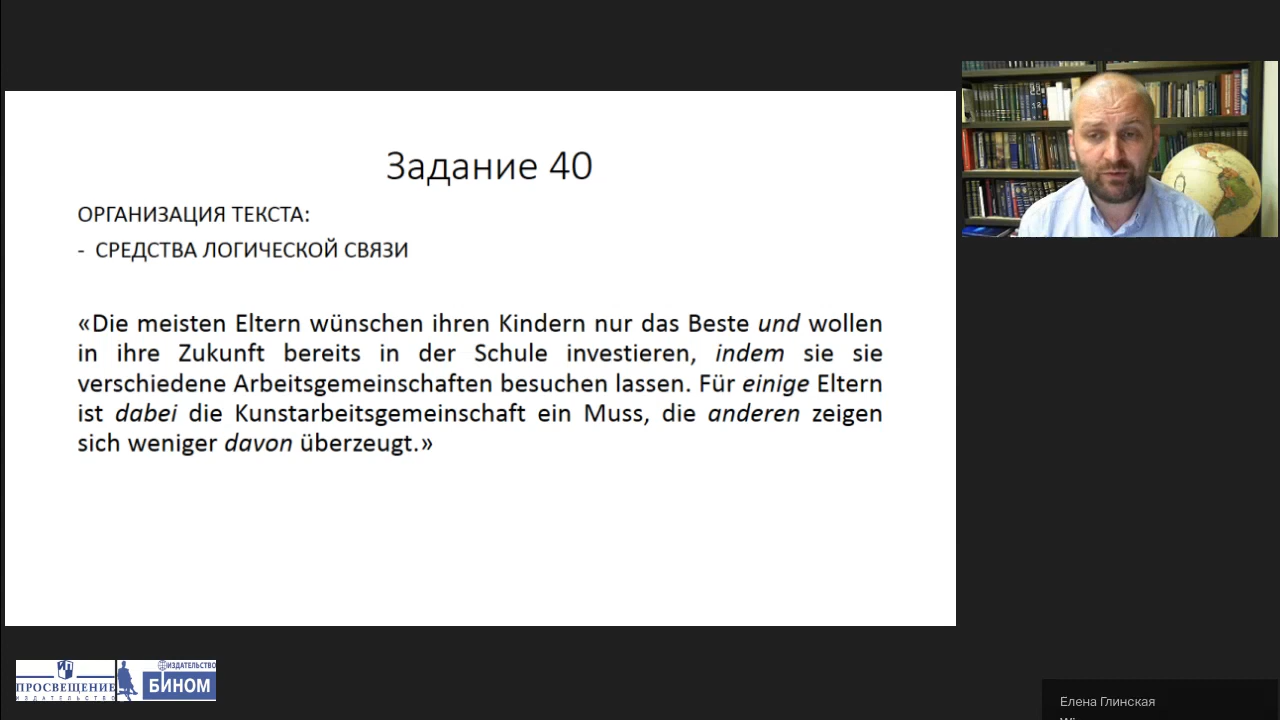 Задание 40
ОРГАНИЗАЦИЯ ТЕКСТА:
- СРЕДСТВА ЛОГИЧЕСКОЙ СВЯЗИ
«Die meisten Eltern wünschen ihren Kindern nur das Beste und wollen
in ihre Zukunft bereits in der Schule investieren, indem sie sie
verschiedene Arbeitsgemeinschaften besuchen lassen. Für einige Eltern
ist dabei die Kunstarbeitsgemeinschaft ein Muss, die anderen zeigen
sich weniger davon überzeugt.»
ПРОСВЕЩЕНИЕ
ИЗДАТЕЛЬСТВО
ИЗДАТЕЛЬСТВО
БИНОМ
Елена Глинская